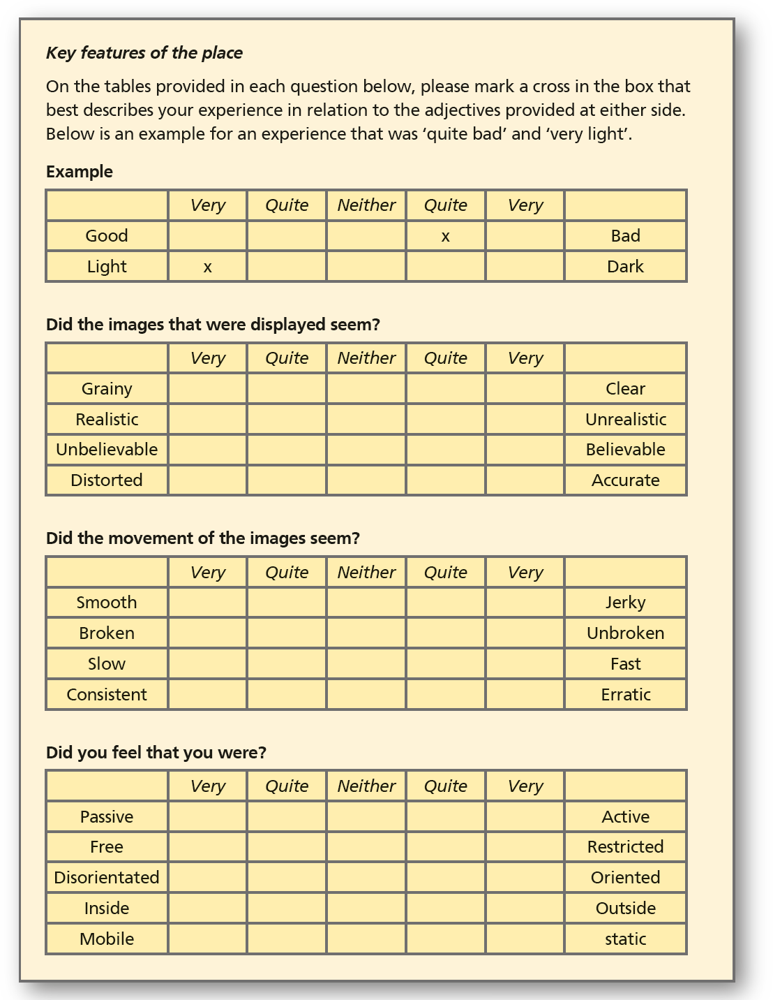 Key features of the place
On the tables provided in each question below, please mark a cross in the box that
best describes your experience in relation to the adjectives provided at either side.
Below is an example for an experience that was ‘quite bad’ and ‘very light’.
Example
Very Quite Neither Quite Very
Good x Bad
Light x Dark
Did the images that were displayed seem?
Very Quite Neither Quite Very
Grainy Clear
Realistic Unrealistic
Unbelievable Believable
Distorted Accurate
Did the movement of the images seem?
Very Quite Neither Quite Very
Smooth Jerky
Broken Unbroken
Slow Fast
Consistent Erratic
Did you feel that you were?
Very Quite Neither Quite Very
Passive Active
Free Restricted
Disorientated Oriented
Inside Outside
Mobile static